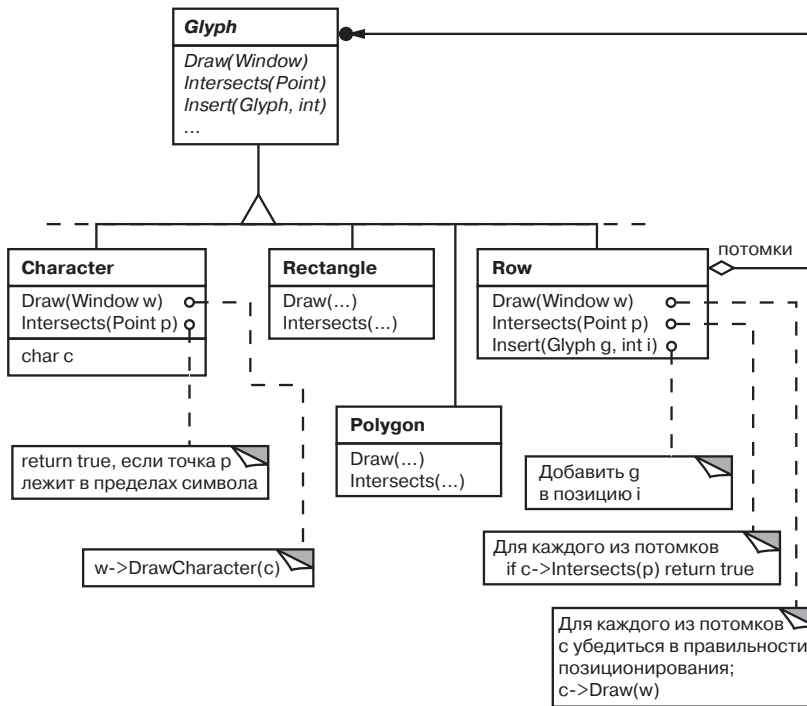 Glyph
Draw(Window)
Intersects(Point)
Insert(Glyph, int)
...
Character
Draw(Window w)
Intersects(Point p)
char c
Rectangle
Draw(...)
Intersects(...)
Row
Draw(Window w)
Intersects(Point p)
Insert(Glyph g, int i)
потомки
Polygon
Draw(...)
Intersects(...)
return true, если точка p
лежит в пределах символа
w->DrawCharacter(c)
Добавить g
в позицию i
Для каждого из потомков
if c->Intersects(p) return true
Для каждого из потомков
с убедиться в правильности
позиционирования;
c->Draw(w)